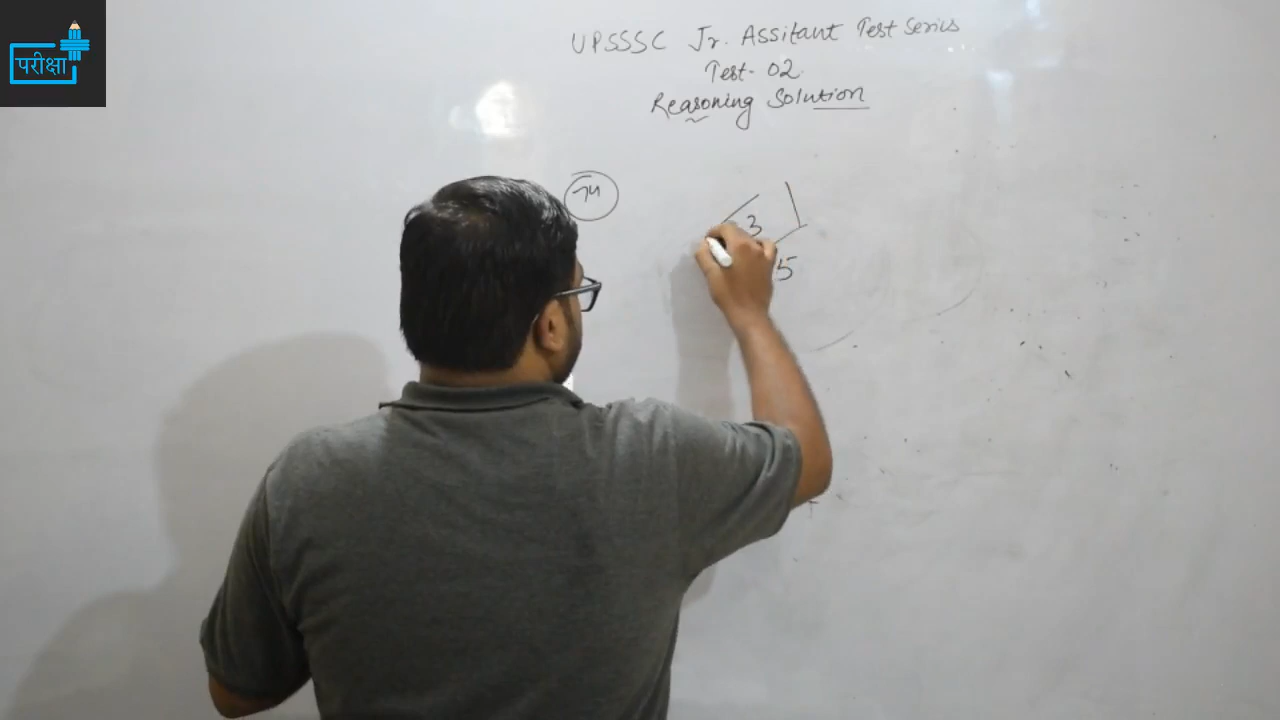 परीक्षा
UPSSSC Jr. Assitant Test Series
Test- 02.
Reasoning Solution
74
3
5